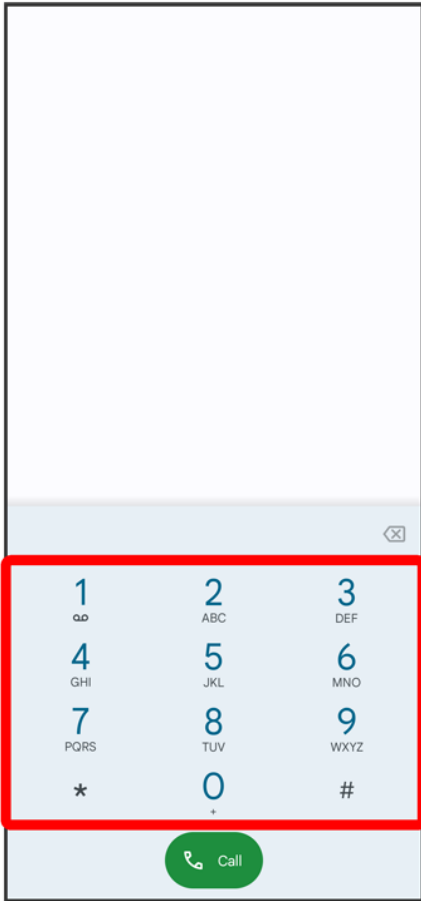 1 2 3
ABC DEF
4 5 6
GHI JKL MNO
7 8 9
PQRS TUV WXYZ
* 0 #
+
Call